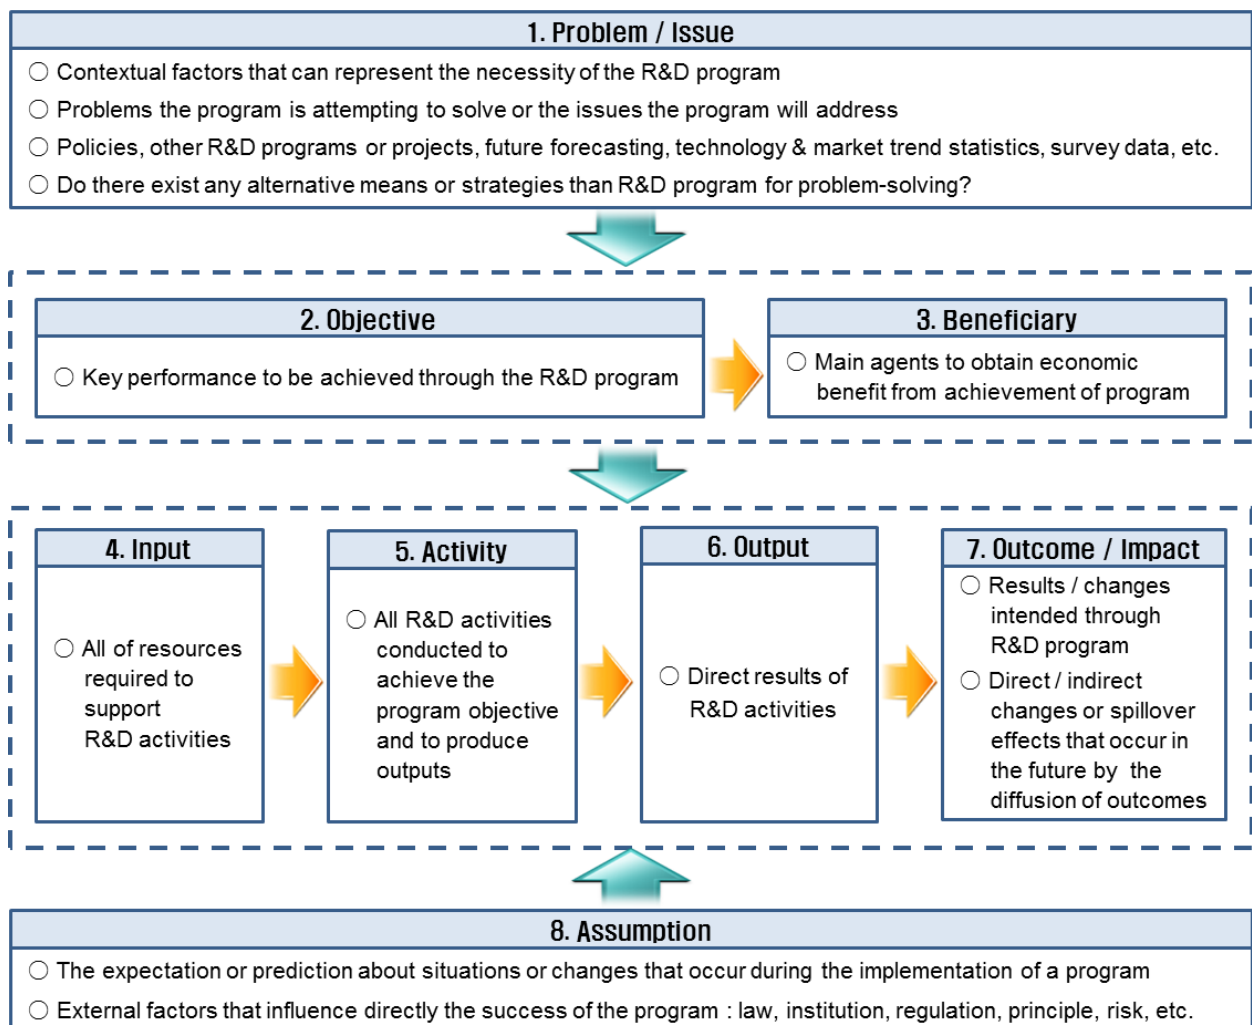 1. Problem / Issue
○ Contextual factors that can represent the necessity of the R&D program
○ Problems the program is attempting to solve or the issues the program will address
○ Policies, other R&D programs or projects, future forecasting, technology & market trend statistics, survey data, etc.
○ Do there exist any alternative means or strategies than R&D program for problem-solving?
2. Objective
○ Key performance to be achieved through the R&D program
3. Beneficiary
○ Main agents to obtain economic
benefit from achievement of program
4. Input
○ All of resources
required to
support
R&D activities
5. Activity
○ All R&D activities
conducted to
achieve the
program objective
and to produce
outputs
6. Output
○ Direct results of
R&D activities
7. Outcome / Impact
○ Results / changes
intended through
R&D program
○ Direct / indirect
changes or spillover
effects that occur in
the future by the
diffusion of outcomes
8. Assumption
○ The expectation or prediction about situations or changes that occur during the implementation of a program
○ External factors that influence directly the success of the program : law, institution, regulation, principle, risk, etc.